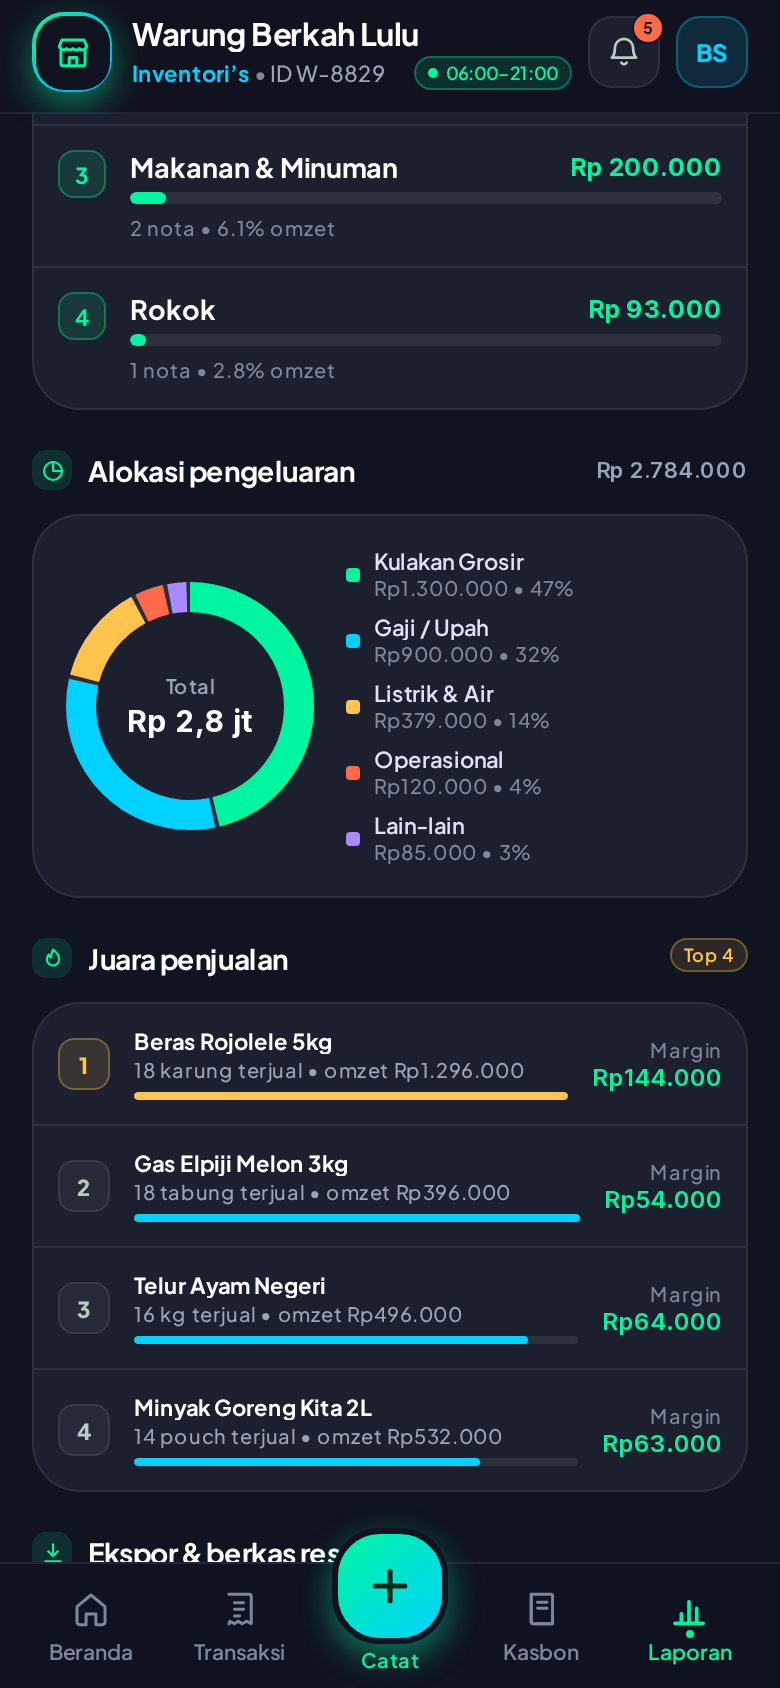 Warung Berkah Lulu
5
BS
Inventori's • ID W-8829
06:00–21:00
3
Makanan & Minuman
Rp 200.000
2 nota • 6.1% omzet
4
Rokok
Rp 93.000
1 nota • 2.8% omzet
Alokasi pengeluaran
Rp 2.784.000
Total
Rp 2,8 jt
Kulakan Grosir
Rp1.300.000 • 47%
Gaji / Upah
Rp900.000 • 32%
Listrik & Air
Rp379.000 • 14%
Operasional
Rp120.000 • 4%
Lain-lain
Rp85.000 • 3%
Juara penjualan
Top 4
1
Beras Rojolele 5kg
18 karung terjual • omzet Rp1.296.000
Margin
Rp144.000
2
Gas Elpiji Melon 3kg
18 tabung terjual • omzet Rp396.000
Margin
Rp54.000
3
Telur Ayam Negeri
16 kg terjual • omzet Rp496.000
Margin
Rp64.000
4
Minyak Goreng Kita 2L
14 pouch terjual • omzet Rp532.000
Margin
Rp63.000
Ekspor & berkas
Beranda
Transaksi
Catat
Kasbon
Laporan